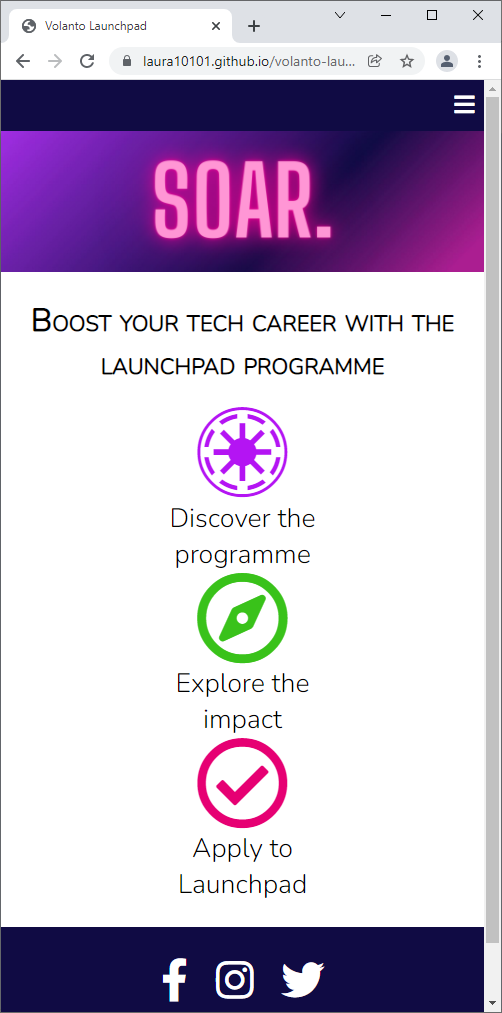 Volanto Launchpad
laura10101.github.io/volanto-lau...
SOAR.
Boost your tech career with the
launchpad programme
Discover the
programme
Explore the
impact
Apply to
Launchpad